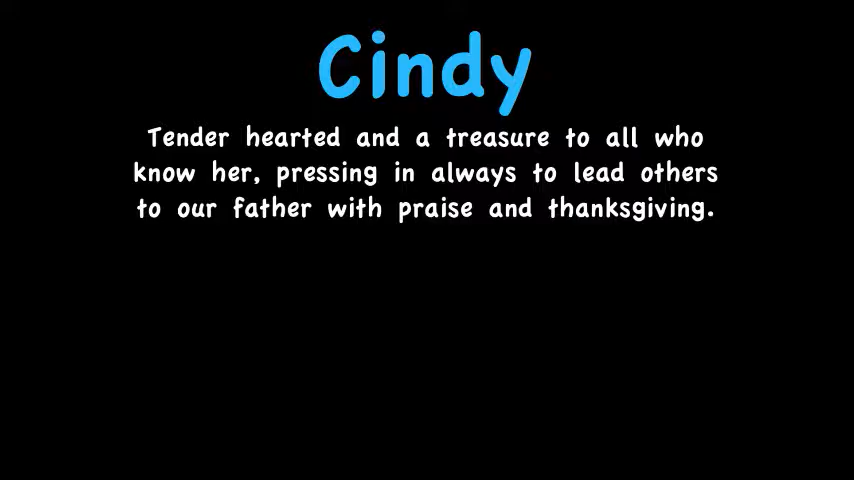 Cindy
Tender hearted and a treasure to all who
know her, pressing in always to lead others
to our father with praise and thanksgiving.